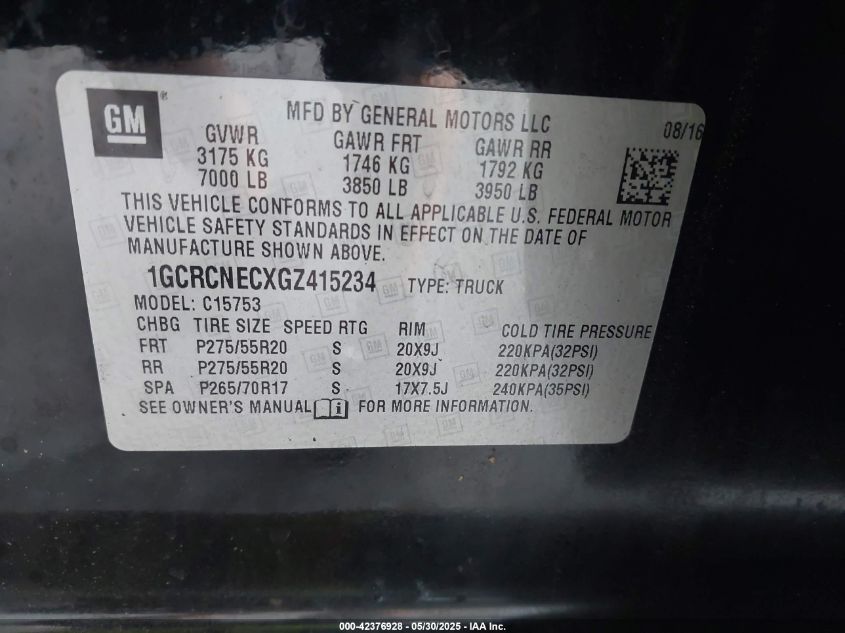 GM®
MFD BY GENERAL MOTORS LLC
08/16
GVWR GAWR FRT GAWR RR
3175 KG 1746 KG 1792 KG
7000 LB 3850 LB 3950 LB
THIS VEHICLE CONFORMS TO ALL APPLICABLE U.S. FEDERAL MOTOR
VEHICLE SAFETY STANDARDS IN EFFECT ON THE DATE OF
MANUFACTURE SHOWN ABOVE.
1GCRCNECXGZ415234 TYPE: TRUCK
MODEL: C15753
CHBG TIRE SIZE SPEED RTG RIM COLD TIRE PRESSURE
FRT P275/55R20 S 20X9J 220KPA(32PSI)
RR P275/55R20 S 20X9J 220KPA(32PSI)
SPA P265/70R17 S 17X7.5J 240KPA(35PSI)
SEE OWNER'S MANUAL i FOR MORE INFORMATION.
000-42376928 — 05/30/2025 — IAA Inc.